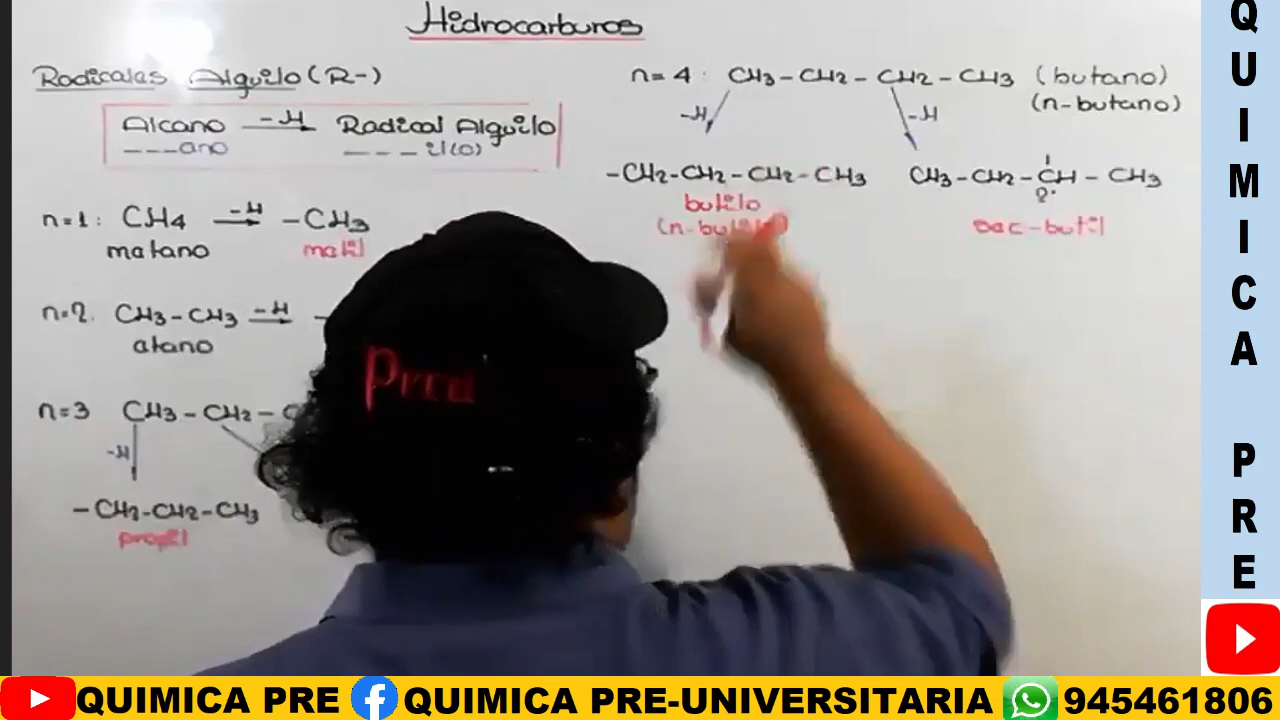 Hidrocarburos
Radicales Alquilo (R-)
Alcano -H Radical Alquilo
---ano ---il(o)
n=1: CH4 -H -CH3
metano metil
n=2. CH3-CH3 -H -
etano
n=3 CH3-CH2-C
-H
-CH2-CH2-CH3
propil
n=4: CH3-CH2-CH2-CH3 (butano)
(n-butano)
-H -H
-CH2-CH2-CH2-CH3
butilo
CH3-CH2-CH-CH3
2º
sec-butil
Perú
QUIMICA PRE
QUIMICA PRE QUIMICA PRE-UNIVERSITARIA 945461806